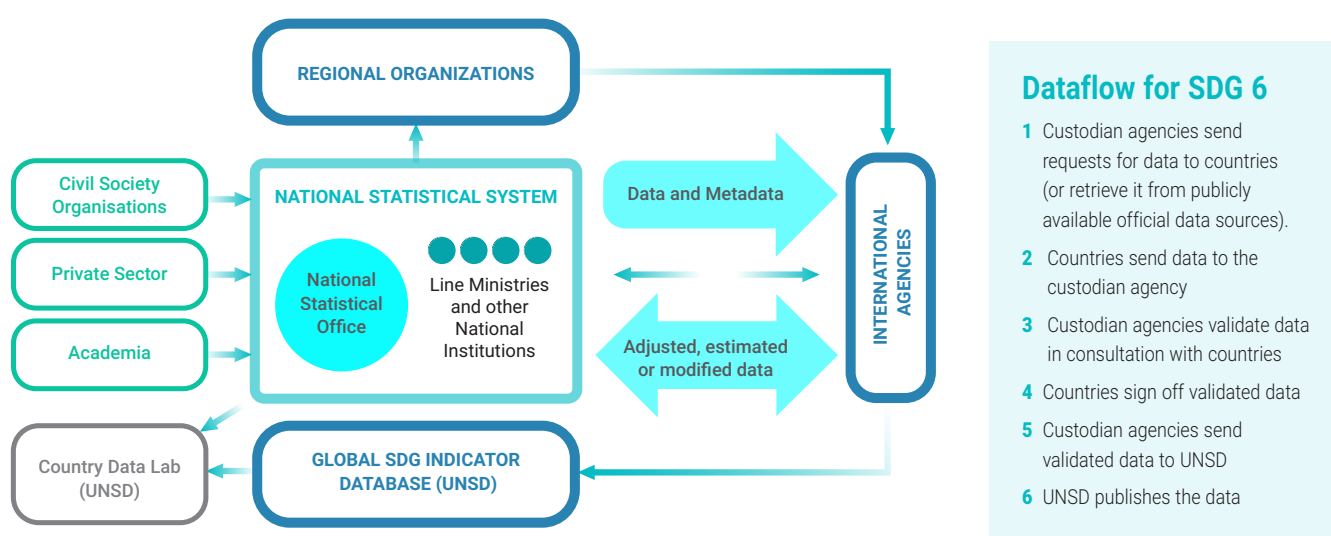 REGIONAL ORGANIZATIONS
Civil Society
Organisations
Private Sector
Academia
NATIONAL STATISTICAL SYSTEM
National
Statistical
Office
Line Ministries
and other
National
Institutions
Data and Metadata
Adjusted, estimated
or modified data
INTERNATIONAL
AGENCIES
Country Data Lab
(UNSD)
GLOBAL SDG INDICATOR
DATABASE (UNSD)
Dataflow for SDG 6
1 Custodian agencies send
requests for data to countries
(or retrieve it from publicly
available official data sources).
2 Countries send data to the
custodian agency
3 Custodian agencies validate data
in consultation with countries
4 Countries sign off validated data
5 Custodian agencies send
validated data to UNSD
6 UNSD publishes the data